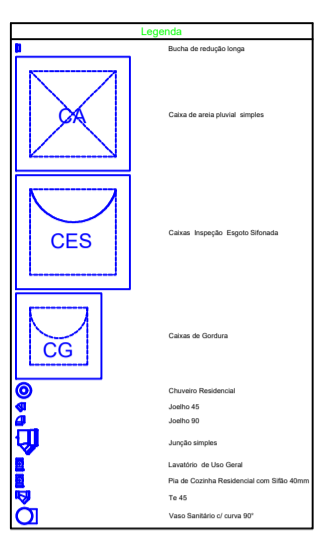 Legenda
Bucha de redução longa
CA
Caixa de areia pluvial simples
CES
Caixas Inspeção Esgoto Sifonada
CG
Caixas de Gordura
Chuveiro Residencial
Joelho 45
Joelho 90
Junção simples
Lavatório de Uso Geral
Pia de Cozinha Residencial com Sifão 40mm
Te 45
Vaso Sanitário c/ curva 90°